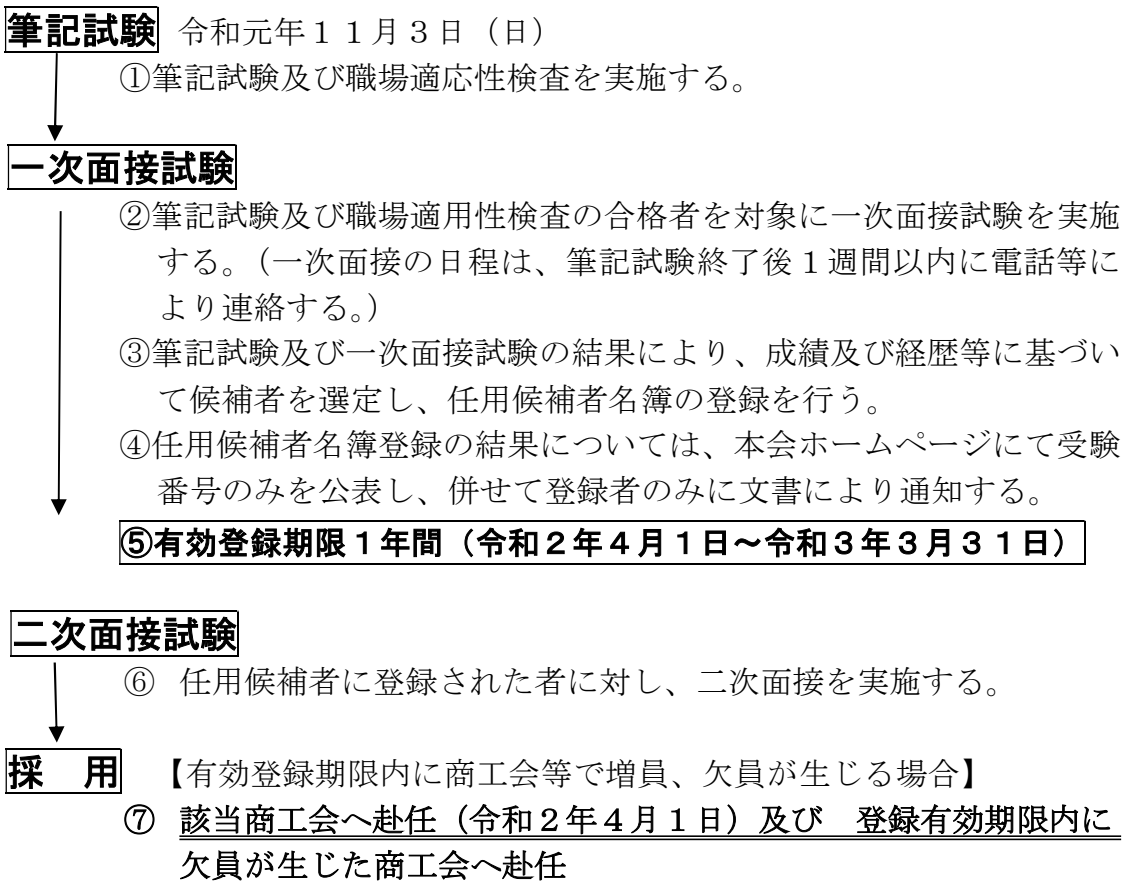 筆記試験 令和元年１１月３日（日）
①筆記試験及び職場適応性検査を実施する。
一次面接試験
②筆記試験及び職場適用性検査の合格者を対象に一次面接試験を実施
する。（一次面接の日程は、筆記試験終了後１週間以内に電話等に
より連絡する。）
③筆記試験及び一次面接試験の結果により、成績及び経歴等に基づい
て候補者を選定し、任用候補者名簿の登録を行う。
④任用候補者名簿登録の結果については、本会ホームページにて受験
番号のみを公表し、併せて登録者のみに文書により通知する。
⑤有効登録期限１年間（令和２年４月１日～令和３年３月３１日）
二次面接試験
⑥ 任用候補者に登録された者に対し、二次面接を実施する。
採　用 【有効登録期限内に商工会等で増員、欠員が生じる場合】
⑦ 該当商工会へ赴任（令和２年４月１日）及び　登録有効期限内に
欠員が生じた商工会へ赴任